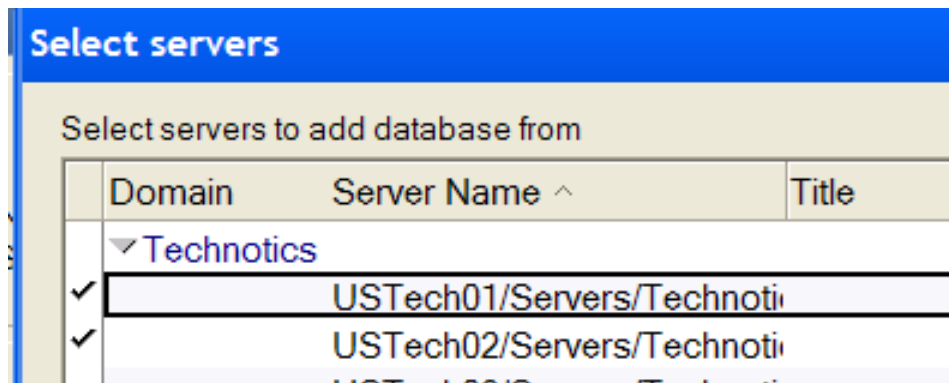 Select servers
Select servers to add database from
Domain Server Name ^ Title
Technotics
USTech01/Servers/Technoti
USTech02/Servers/Technoti